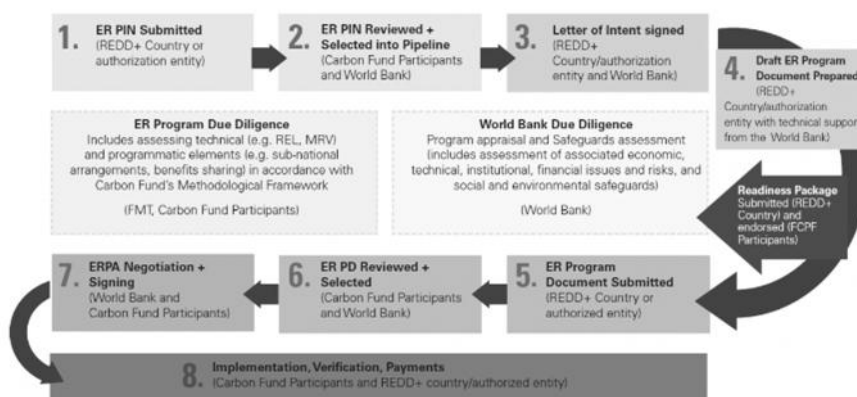 1. ER PIN Submitted
(REDD+ Country or
authorization entity)
2. ER PIN Reviewed +
Selected into Pipeline
(Carbon Fund Participants
and World Bank)
3. Letter of Intent signed
(REDD+
Country/authorization
entity and World Bank)
4. Draft ER Program
Document Prepared
(REDD+
Country/authorization
entity with technical support
from the World Bank)
ER Program Due Diligence
Includes assessing technical (e.g. REL, MRV)
and programmatic elements (e.g. sub-national
arrangements, benefits sharing) in accordance with
Carbon Fund's Methodological Framework
(FMT, Carbon Fund Participants)
World Bank Due Diligence
Program appraisal and Safeguards assessment
(includes assessment of associated economic,
technical, institutional, financial issues and risks, and
social and environmental safeguards)
(World Bank)
Readiness Package
Submitted (REDD+
Country) and
endorsed (FCPF
Participants)
5. ER Program
Document Submitted
(REDD+ Country or
authorized entity)
6. ER PD Reviewed +
Selected
(Carbon Fund Participants
and World Bank)
7. ERPA Negotiation +
Signing
(World Bank and
Carbon Fund Participants)
8. Implementation, Verification, Payments
(Carbon Fund Participants and REDD+ country/authorized entity)